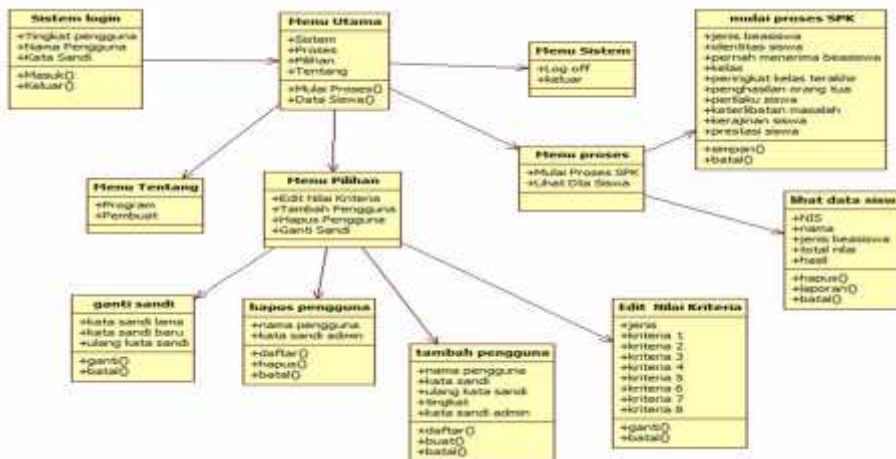 Sistem login
+Tingkat pengguna
+Nama Pengguna
+Kata Sandi
+Masuk()
+Keluar()
Menu Utama
+Sistem
+Proses
+Pilihan
+Tentang
+Mulai Proses()
+Data Siswa()
Menu Sistem
+Log off
+keluar
mulai proses SPK
+jenis beasiswa
+identitas siswa
+pernah menerima beasiswa
+kelas
+peringkat kelas terakhir
+penghasilan orang tua
+perilaku siswa
+keterlibatan masalah
+kerajinan siswa
+prestasi siswa
+simpan()
+batal()
Menu Tentang
+Program
+Pembuat
Menu Pilihan
+Edit Nilai Kriteria
+Tambah Pengguna
+Hapus Pengguna
+Ganti Sandi
Menu proses
+Mulai Proses SPK
+Lihat Dta Siswa
lihat data sisw
+NIS
+nama
+jenis beasiswa
+total nilai
+hasil
+hapus()
+laporan()
+batal()
ganti sandi
+kata sandi lama
+kata sandi baru
+ulang kata sandi
+ganti()
+batal()
hapos pengguna
+nama pengguna
+kata sandi admin
+daftar()
+hapus()
+batal()
tambah pengguna
+nama pengguna
+kata sandi
+ulang kata sandi
+tingkat
+kata sandi admin
+daftar()
+buat()
+batal()
Edit Nilai Kriteria
+jenis
+kriteria 1
+kriteria 2
+kriteria 3
+kriteria 4
+kriteria 5
+kriteria 6
+kriteria 7
+kriteria 8
+ganti()
+batal()